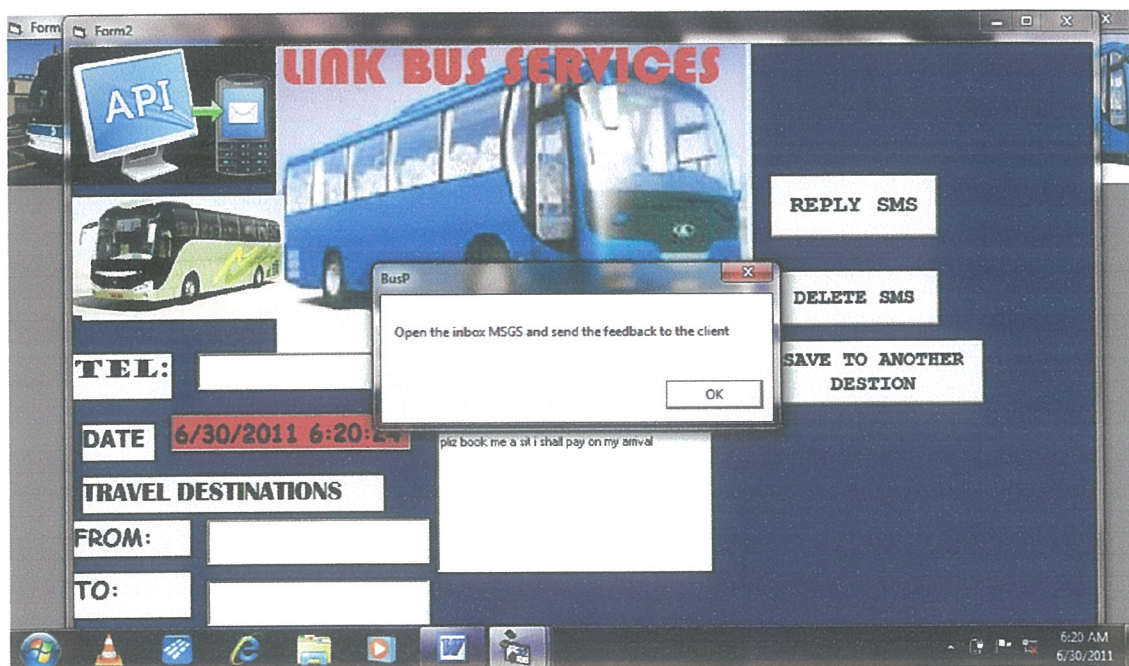 Form
Form2
LINK BUS SERVICES
API
REPLY SMS
BusP
Open the inbox MSGS and send the feedback to the client
OK
DELETE SMS
SAVE TO ANOTHER
DESTION
TEL:
DATE
6/30/2011 6:20:24
pliz book me a sit i shall pay on my arrival
TRAVEL DESTINATIONS
FROM:
TO:
6:20 AM
6/30/2011